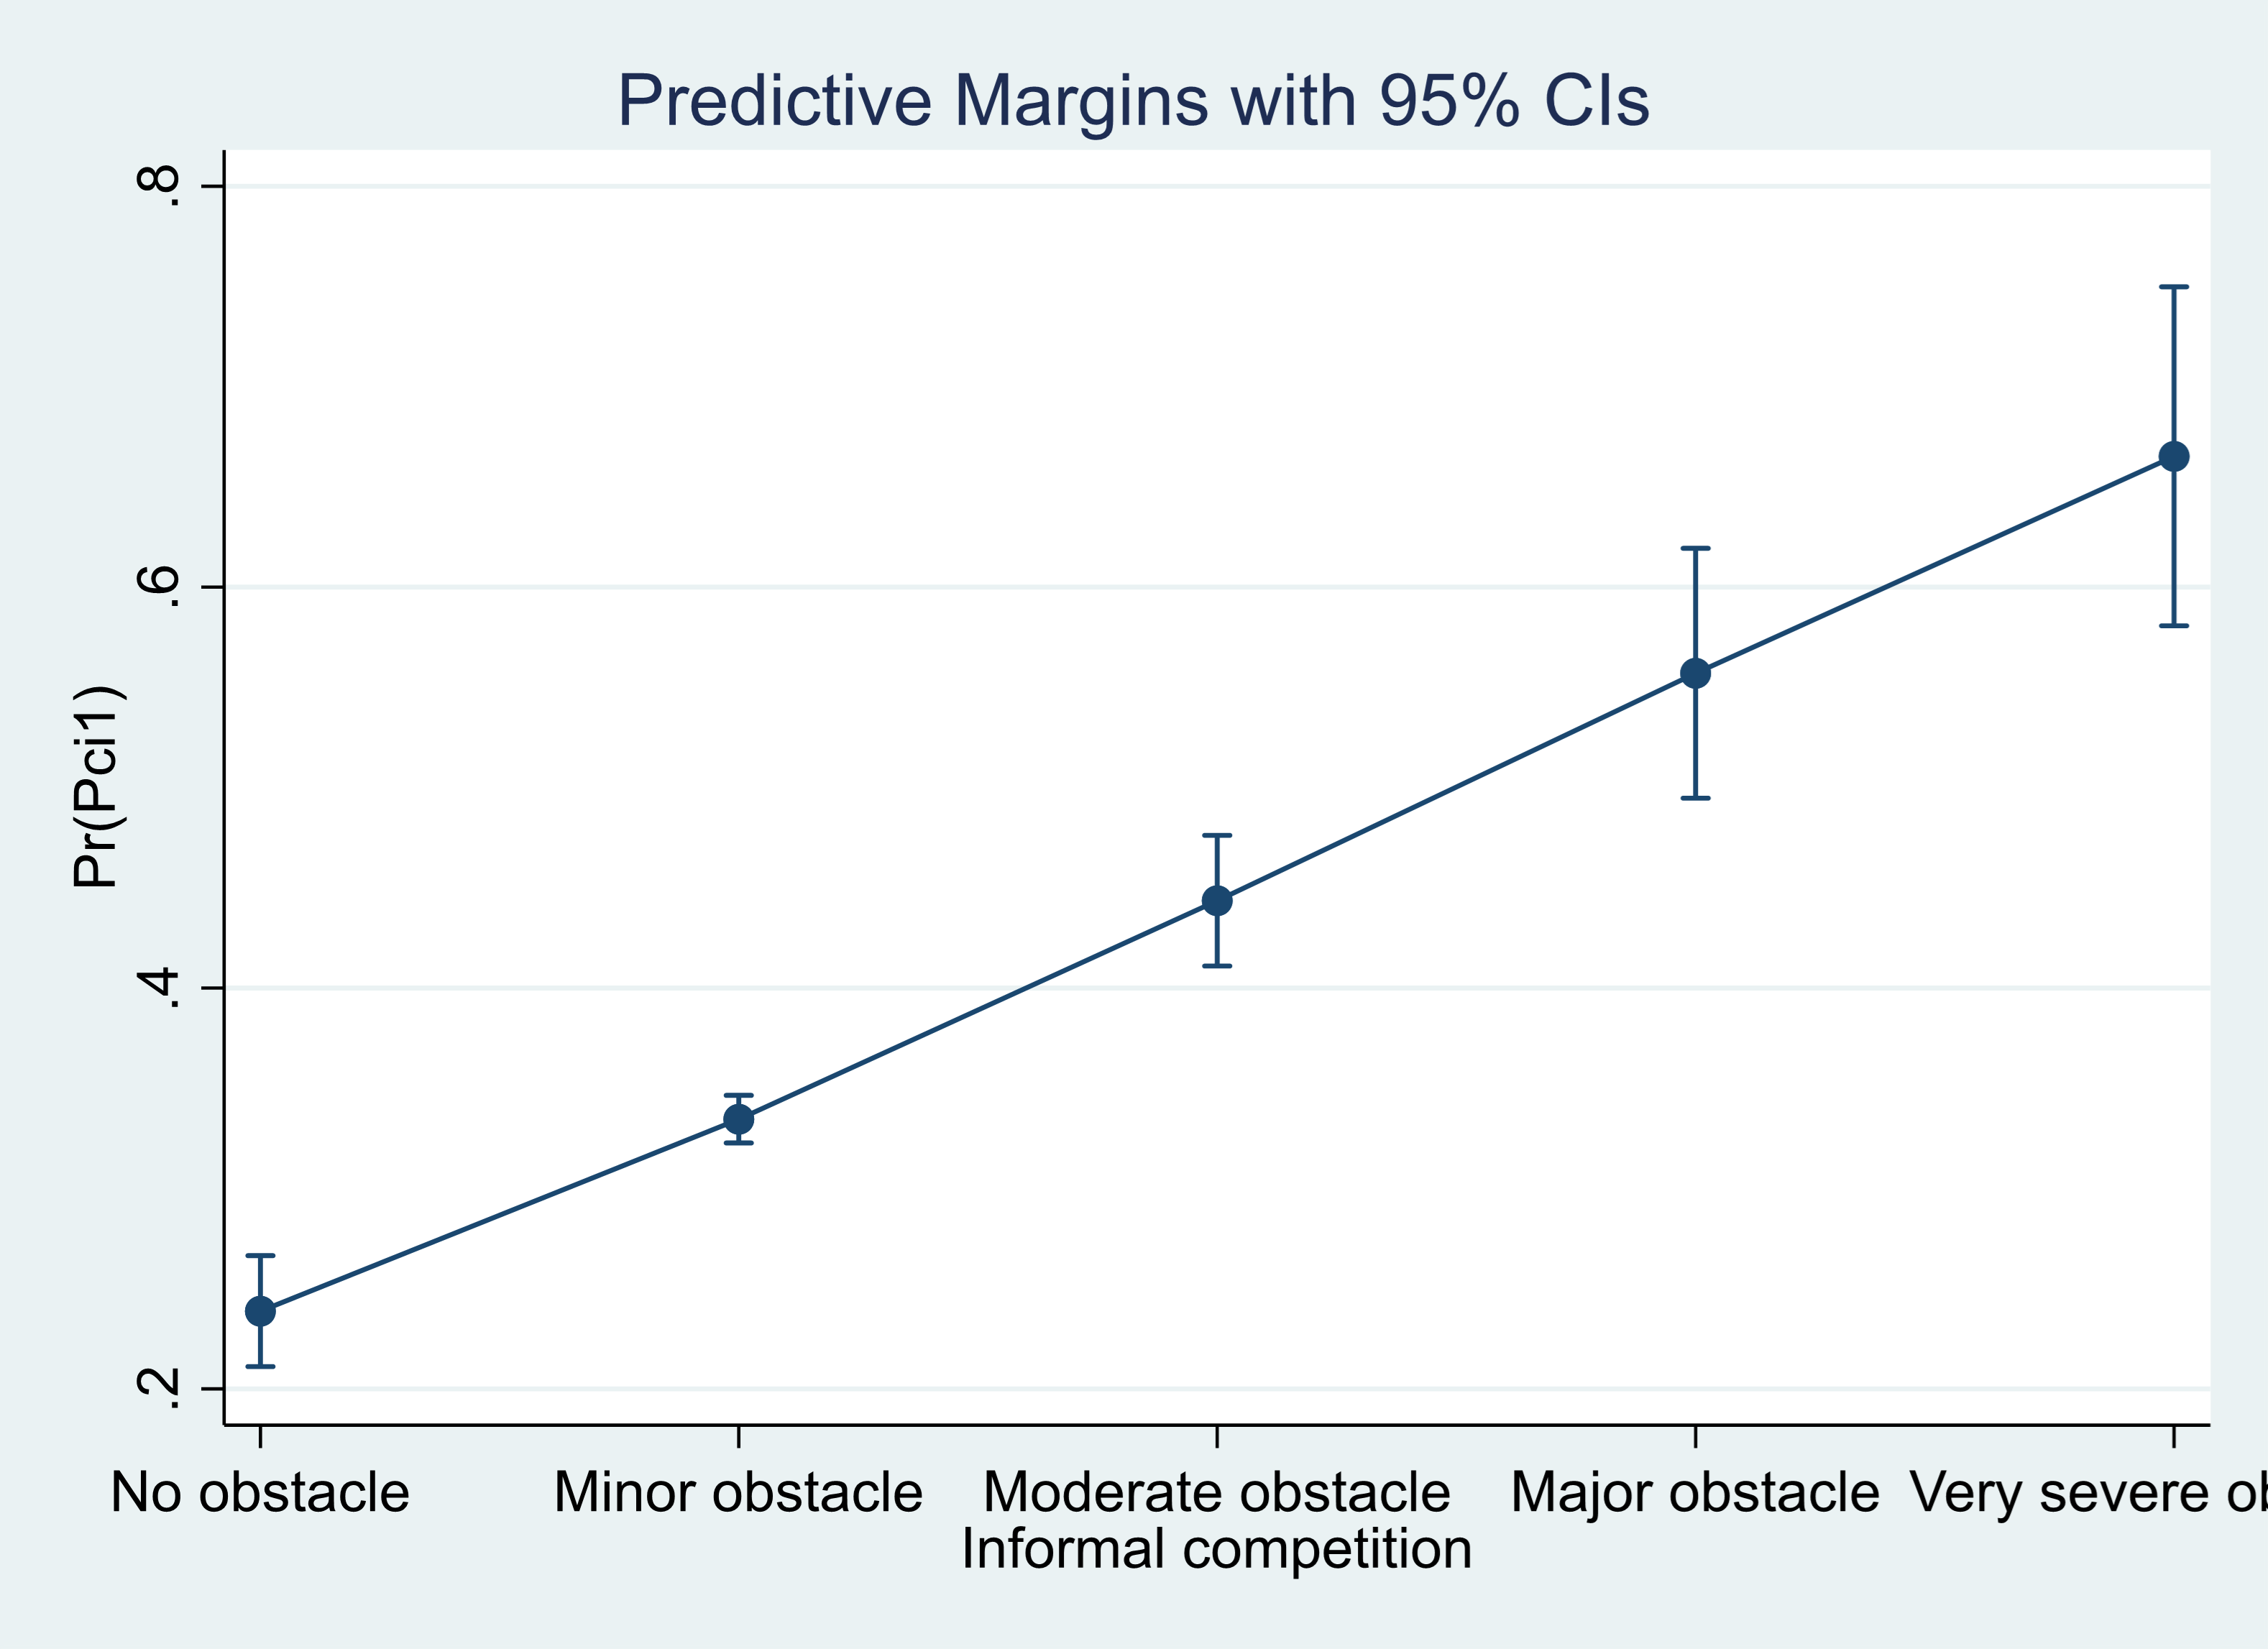 Predictive Margins with 95% CIs
.8
.6
.4
.2
Pr(Pci1)
No obstacle Minor obstacle Moderate obstacle Major obstacle Very severe ob
Informal competition